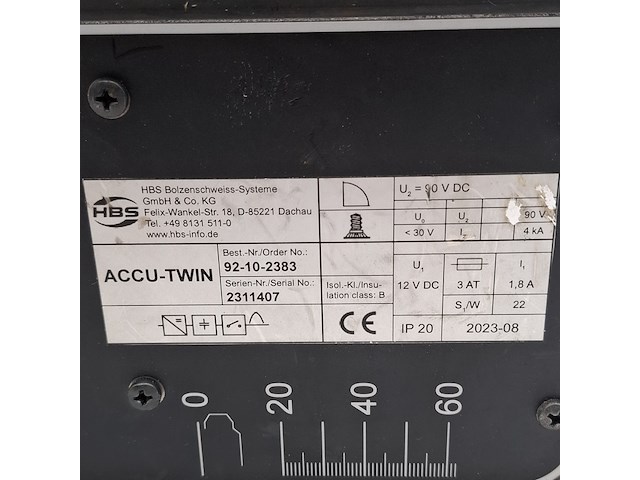 HBS
HBS Bolzenschweiss-Systeme
GmbH & Co. KG
Felix-Wankel-Str. 18, D-85221 Dachau
Tel. +49 8131 511-0
www.hbs-info.de
ACCU-TWIN
Best.-Nr./Order No.:
92-10-2383
Serien-Nr./Serial No.:
2311407
Isol.-Kl./Insu-
lation class: B
CE
U₂ = 90 V DC
U₀ U₂ 90 V
< 30 V I₂ 4 kA
U₁ I₁
12 V DC 3 AT 1,8 A
S₁/W 22
IP 20 2023-08
0 20 40 60